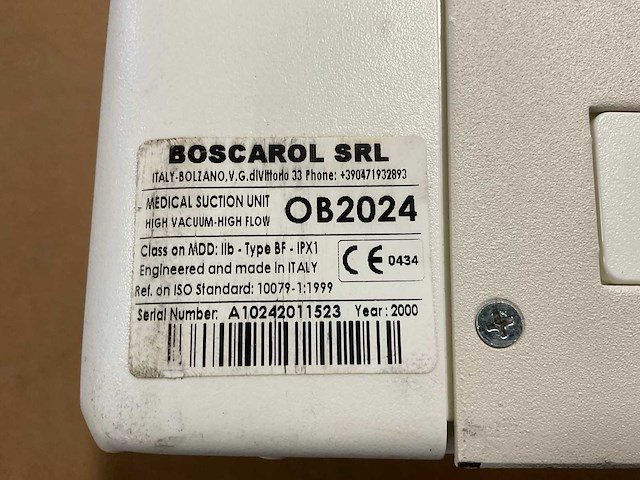 BOSCAROL SRL
ITALY-BOLZANO,V.G.diVittorio 33 Phone: +390471932893
MEDICAL SUCTION UNIT
HIGH VACUUM-HIGH FLOW
OB2024
Class on MDD: IIb - Type BF - IPX1
Engineered and made in ITALY
CE 0434
Ref. on ISO Standard: 10079-1:1999
Serial Number: A10242011523 Year: 2000